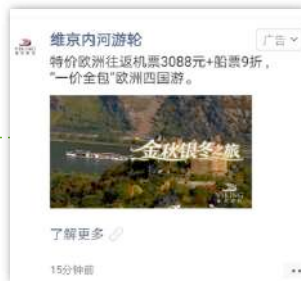 维京内河游轮
广告
特价欧洲往返机票3088元+船票9折，
“一价全包”欧洲四国游。
金秋银冬之旅
VIKING
了解更多
15分钟前